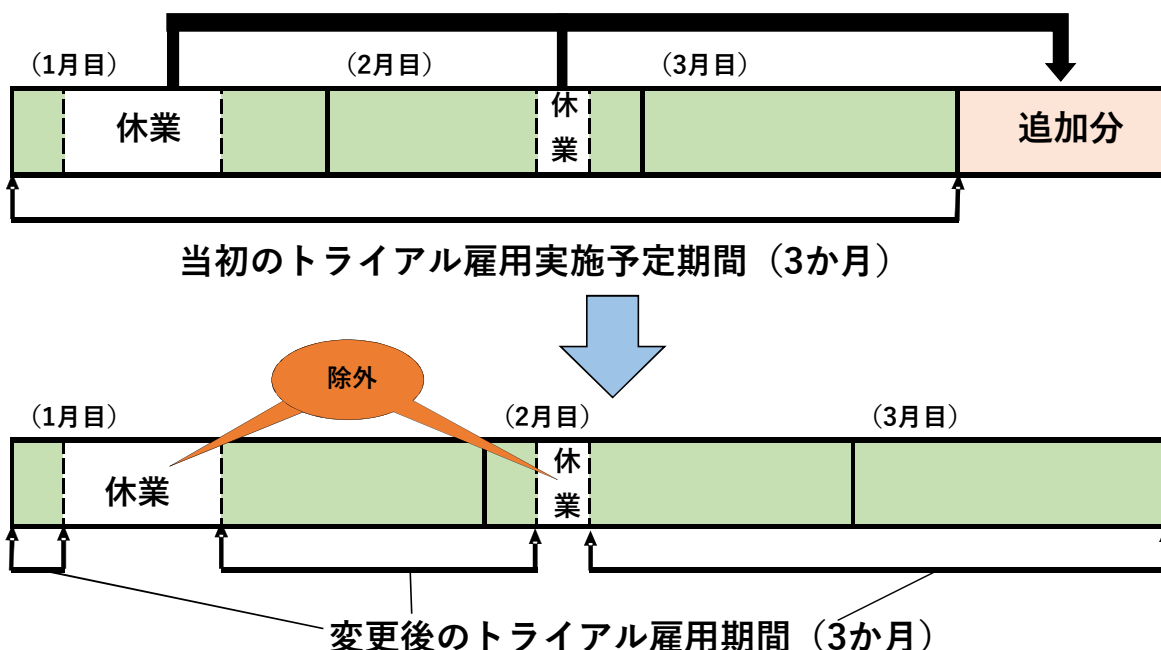 （1月目）
（2月目）
（3月目）
休業
休業
追加分
当初のトライアル雇用実施予定期間（3か月）
除外
（1月目）
（2月目）
（3月目）
休業
休業
変更後のトライアル雇用期間（3か月）